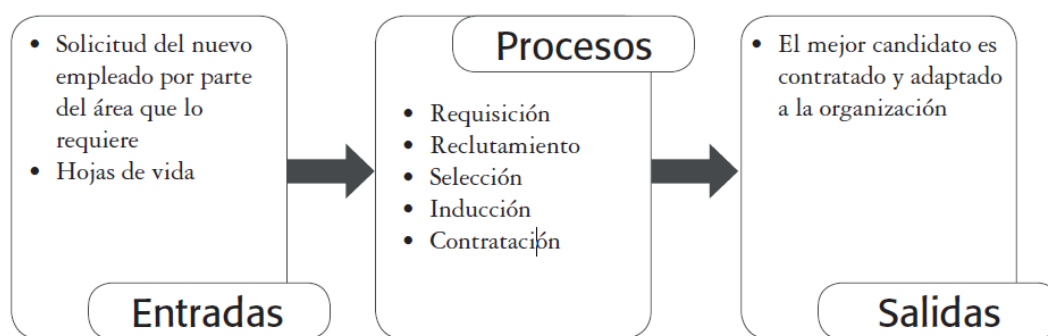 • Solicitud del nuevo
empleado por parte
del área que lo
requiere
• Hojas de vida
Entradas
Procesos
• Requisición
• Reclutamiento
• Selección
• Inducción
• Contratación
• El mejor candidato es
contratado y adaptado
a la organización
Salidas